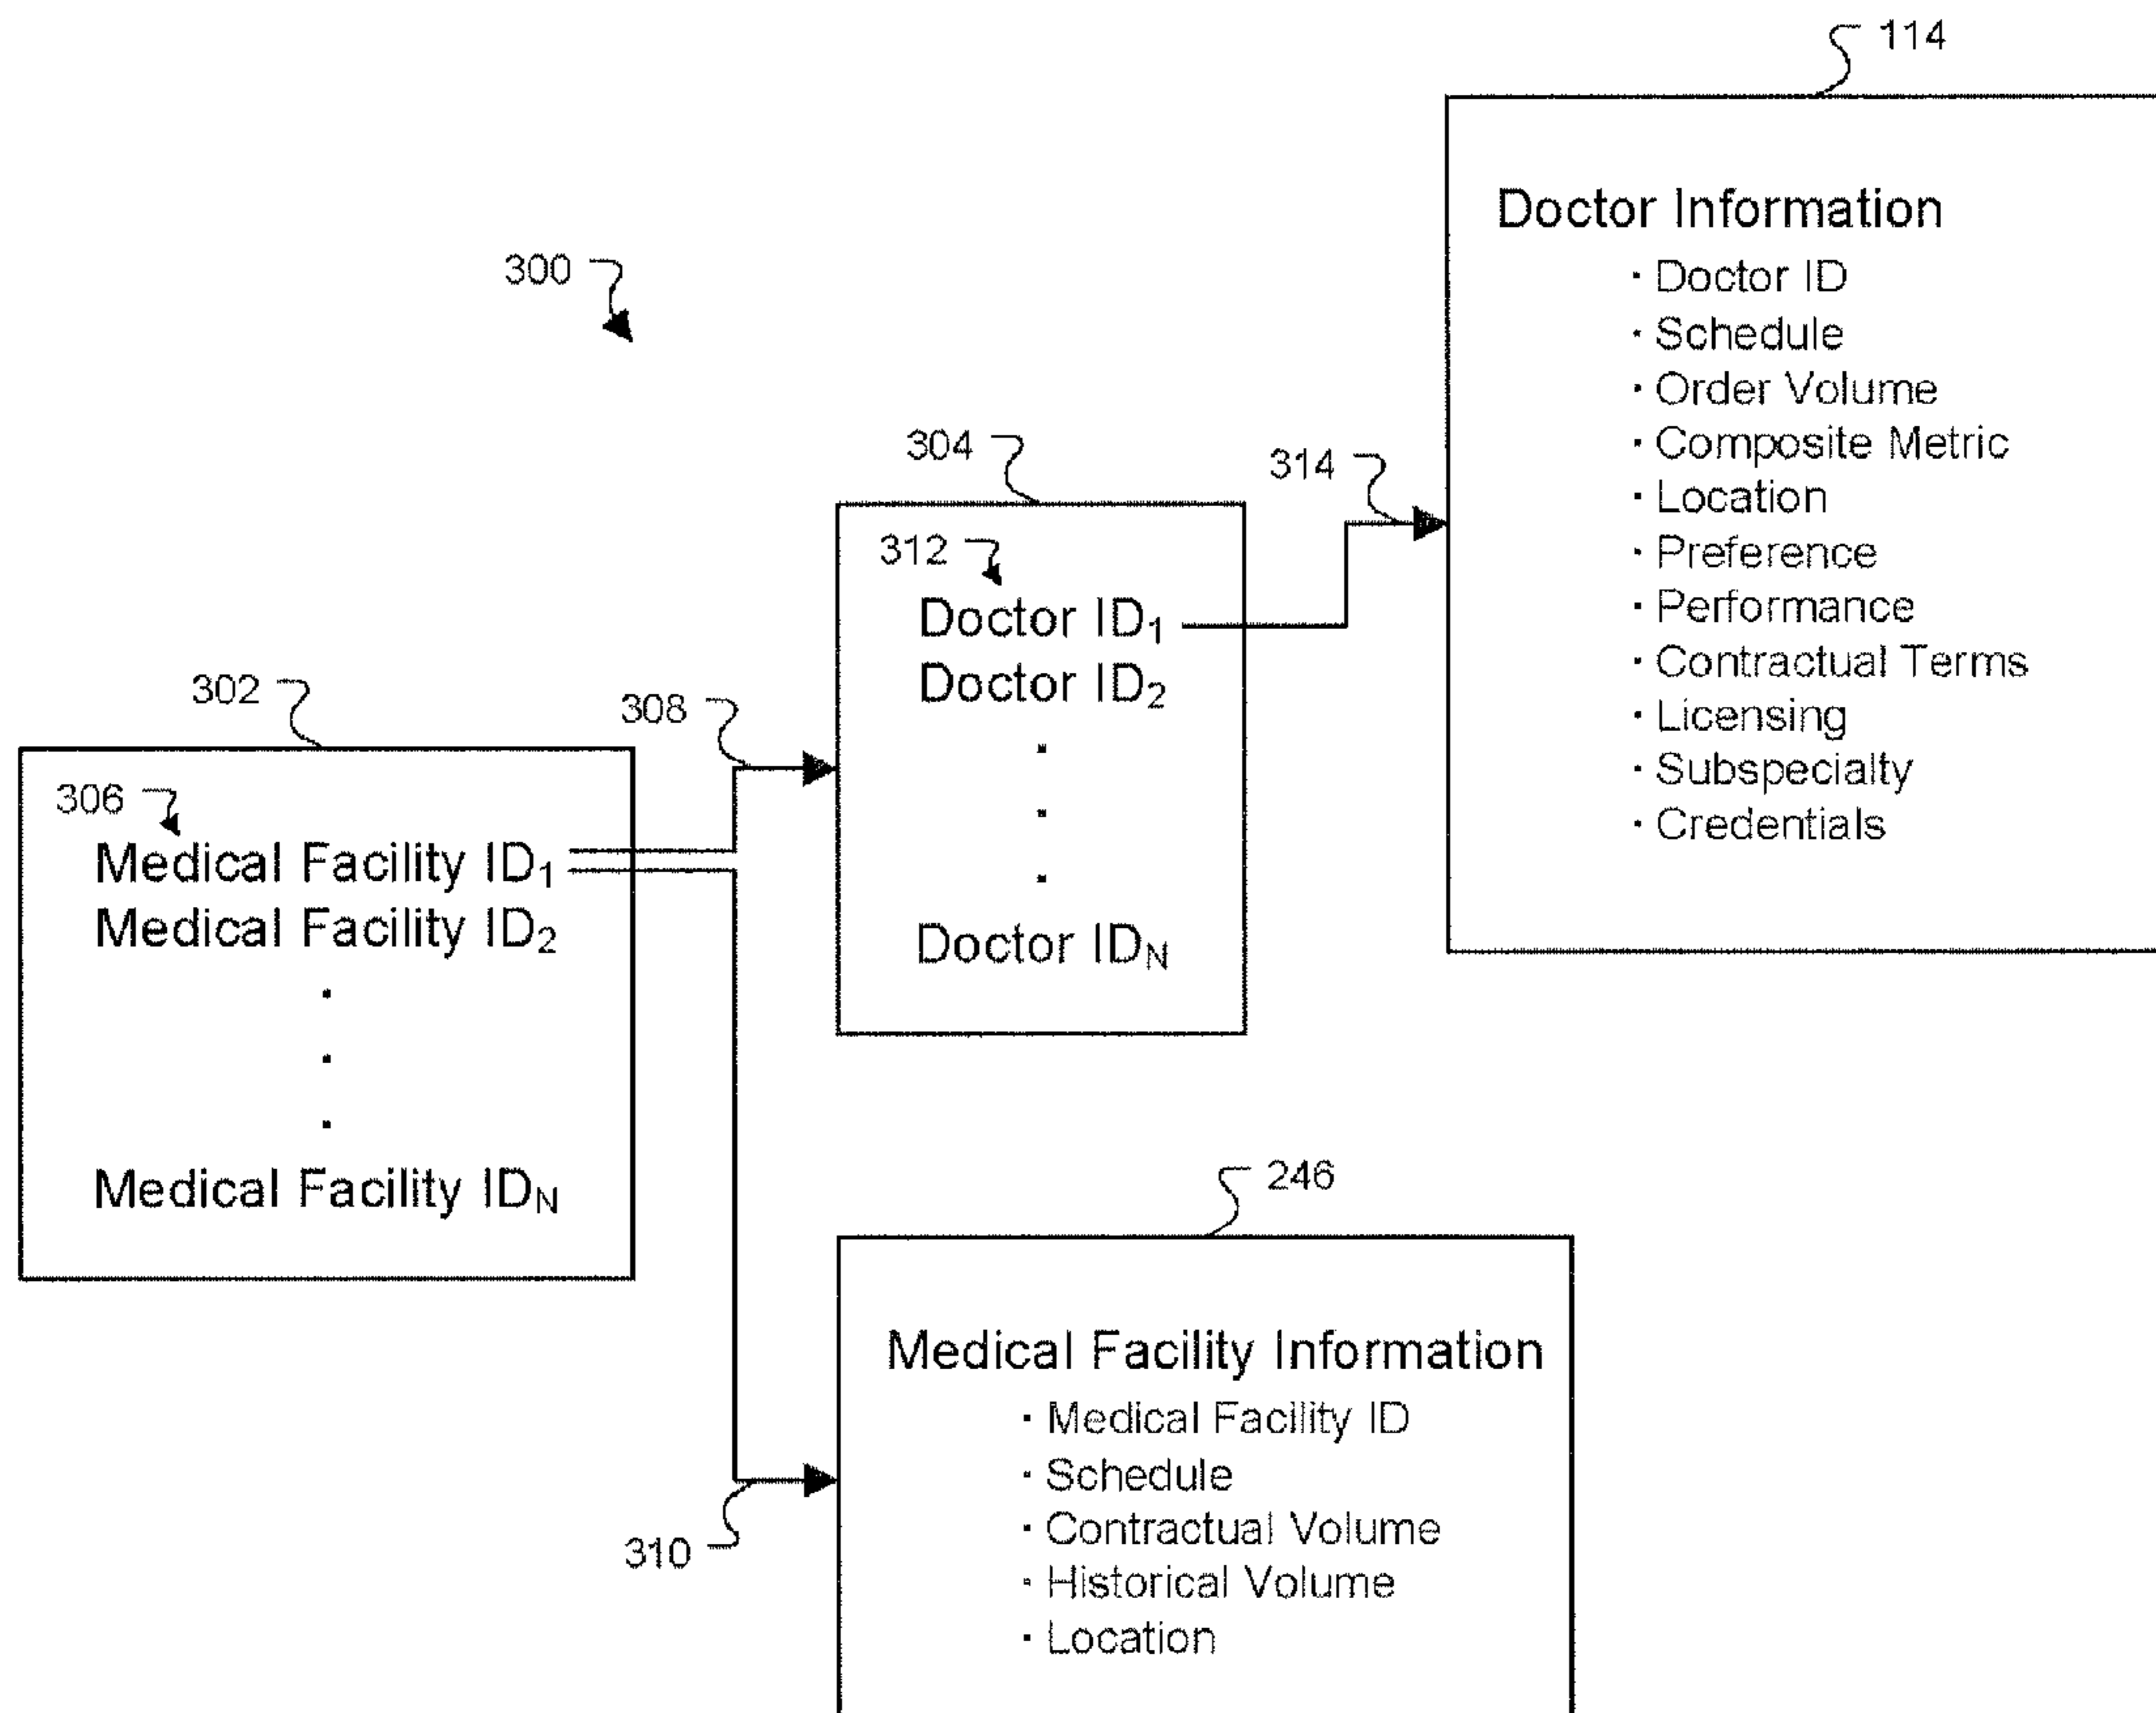 114
Doctor Information
· Doctor ID
· Schedule
· Order Volume
· Composite Metric
· Location
· Preference
· Performance
· Contractual Terms
· Licensing
· Subspecialty
· Credentials
300
304
314
312
Doctor ID₁
Doctor ID₂
.
.
.
Doctor IDN
302
308
306
Medical Facility ID₁
Medical Facility ID₂
.
.
.
Medical Facility IDN
246
Medical Facility Information
· Medical Facility ID
· Schedule
· Contractual Volume
· Historical Volume
· Location
310